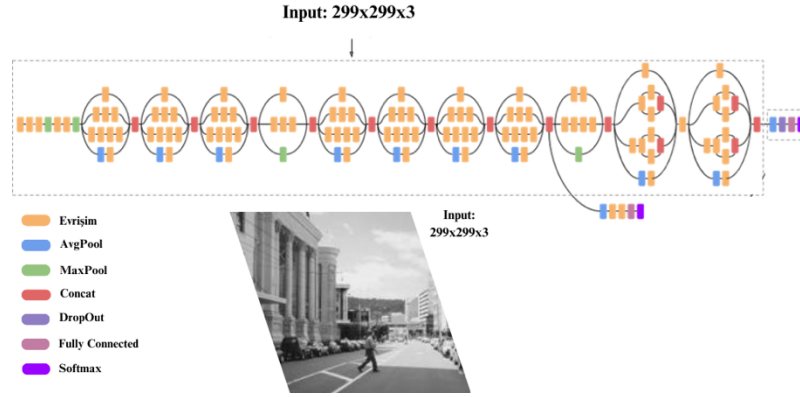 Input: 299x299x3
Input:
299x299x3
Evrişim
AvgPool
MaxPool
Concat
DropOut
Fully Connected
Softmax